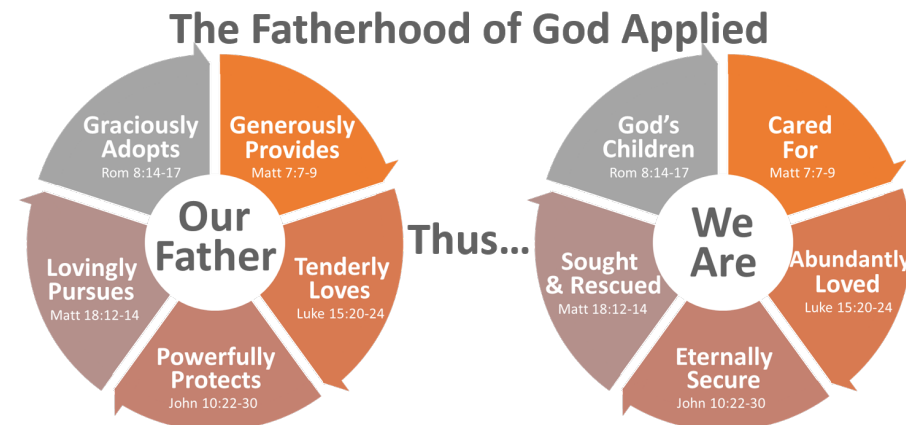 The Fatherhood of God Applied
Our
Father
Graciously
Adopts
Rom 8:14-17
Generously
Provides
Matt 7:7-9
Tenderly
Loves
Luke 15:20-24
Powerfully
Protects
John 10:22-30
Lovingly
Pursues
Matt 18:12-14
Thus...
We
Are
God's
Children
Rom 8:14-17
Cared
For
Matt 7:7-9
Abundantly
Loved
Luke 15:20-24
Eternally
Secure
John 10:22-30
Sought
& Rescued
Matt 18:12-14